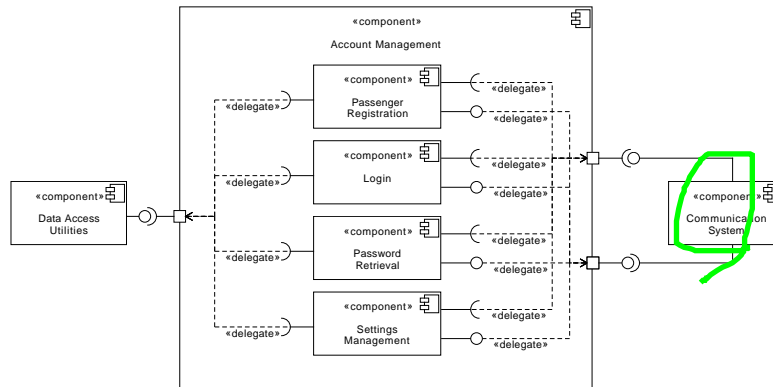 «component»
Account Management
«component»
Passenger
Registration
«delegate»
«delegate»
«delegate»
«component»
Login
«delegate»
«delegate»
«delegate»
«component»
Data Access
Utilities
«component»
Communication
System
«component»
Password
Retrieval
«delegate»
«delegate»
«delegate»
«component»
Settings
Management
«delegate»
«delegate»
«delegate»